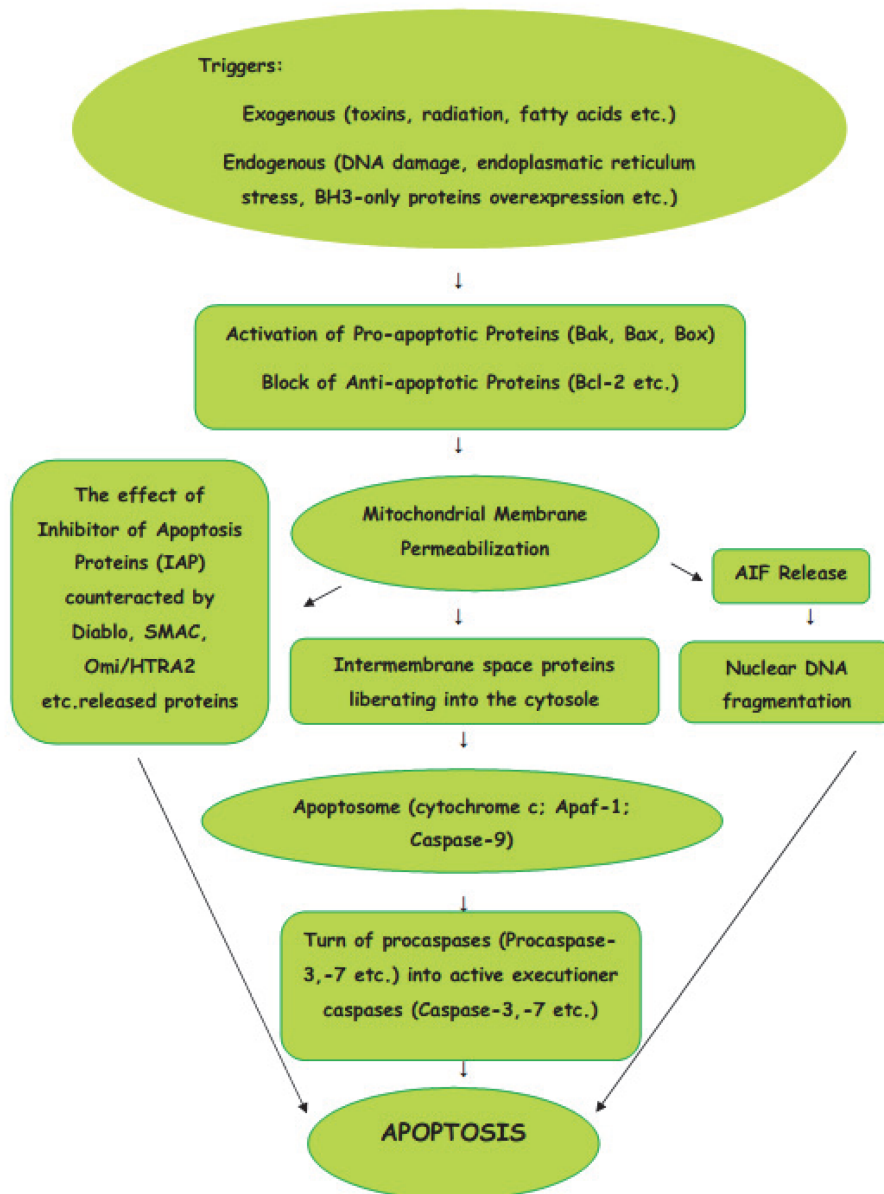 Triggers:
Exogenous (toxins, radiation, fatty acids etc.)
Endogenous (DNA damage, endoplasmatic reticulum
stress, BH3-only proteins overexpression etc.)
↓
Activation of Pro-apoptotic Proteins (Bak, Bax, Box)
Block of Anti-apoptotic Proteins (Bcl-2 etc.)
↓
The effect of
Inhibitor of Apoptosis
Proteins (IAP)
counteracted by
Diablo, SMAC,
Omi/HTRA2
etc.released proteins
Mitochondrial Membrane
Permeabilization
↓
AIF Release
↓
Intermembrane space proteins
liberating into the cytosole
Nuclear DNA
fragmentation
↓
Apoptosome (cytochrome c; Apaf-1;
Caspase-9)
↓
Turn of procaspases (Procaspase-
3,-7 etc.) into active executioner
caspases (Caspase-3,-7 etc.)
↓
APOPTOSIS